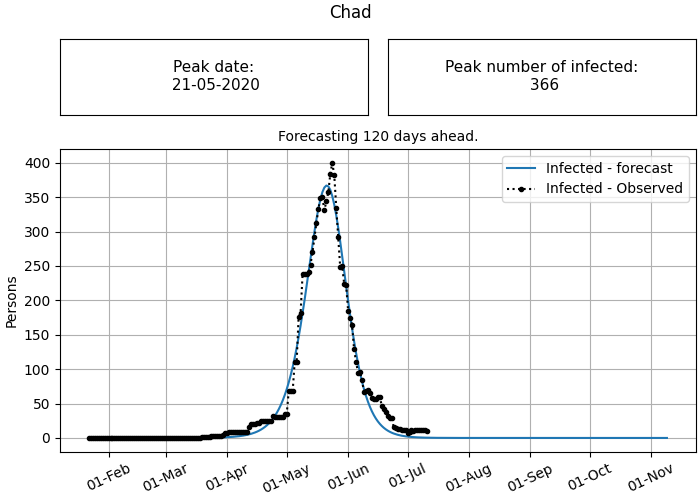 Chad
Peak date:
21-05-2020
Peak number of infected:
366
Forecasting 120 days ahead.
Infected - forecast
Infected - Observed
400
350
300
250
200
150
100
50
0
Persons
01-Feb
01-Mar
01-Apr
01-May
01-Jun
01-Jul
01-Aug
01-Sep
01-Oct
01-Nov